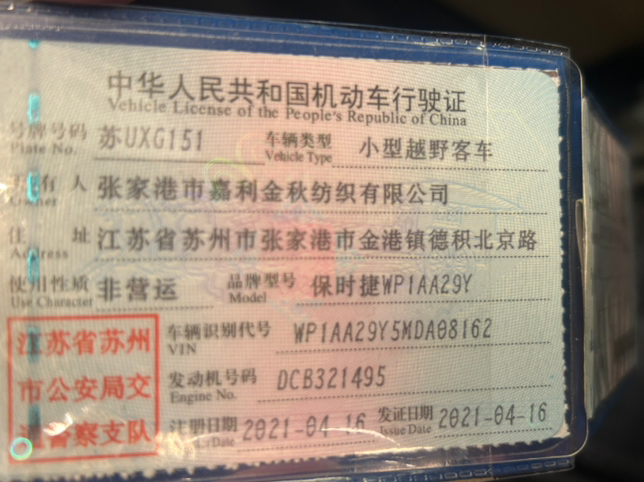 中华人民共和国机动车行驶证
Vehicle License of the People's Republic of China
号牌号码 苏UXG151 车辆类型 小型越野客车
Plate No. Vehicle Type
有 人 张家港市嘉利金秋纺织有限公司
住 址 江苏省苏州市张家港市金港镇德积北京路
Address
使用性质 非营运 品牌型号 保时捷WP1AA29Y
Use Character Model
江苏省苏州 车辆识别代号 WP1AA29Y5MDA08162
VIN
市公安局交 发动机号码 DCB321495
Engine No.
通警察支队 注册日期 2021-04-16 发证日期 2021-04-16
Date Issue Date